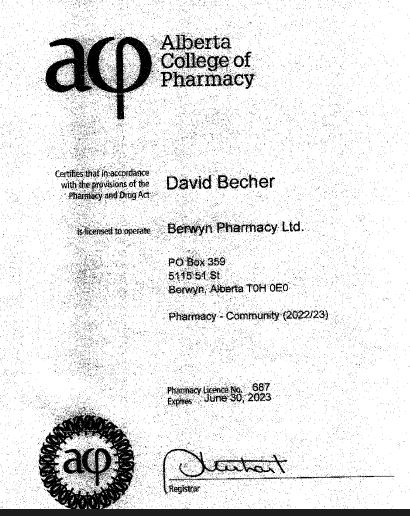 acp
Alberta
College of
Pharmacy
Certifies that in accordance
with the provisions of the
Pharmacy and Drug Act
David Becher
is licensed to operate
Berwyn Pharmacy Ltd.
PO Box 359
5115 51 St
Berwyn, Alberta T0H 0E0
Pharmacy - Community (2022/23)
Pharmacy Licence No. 687
Expires June 30, 2023
acp
Registrar